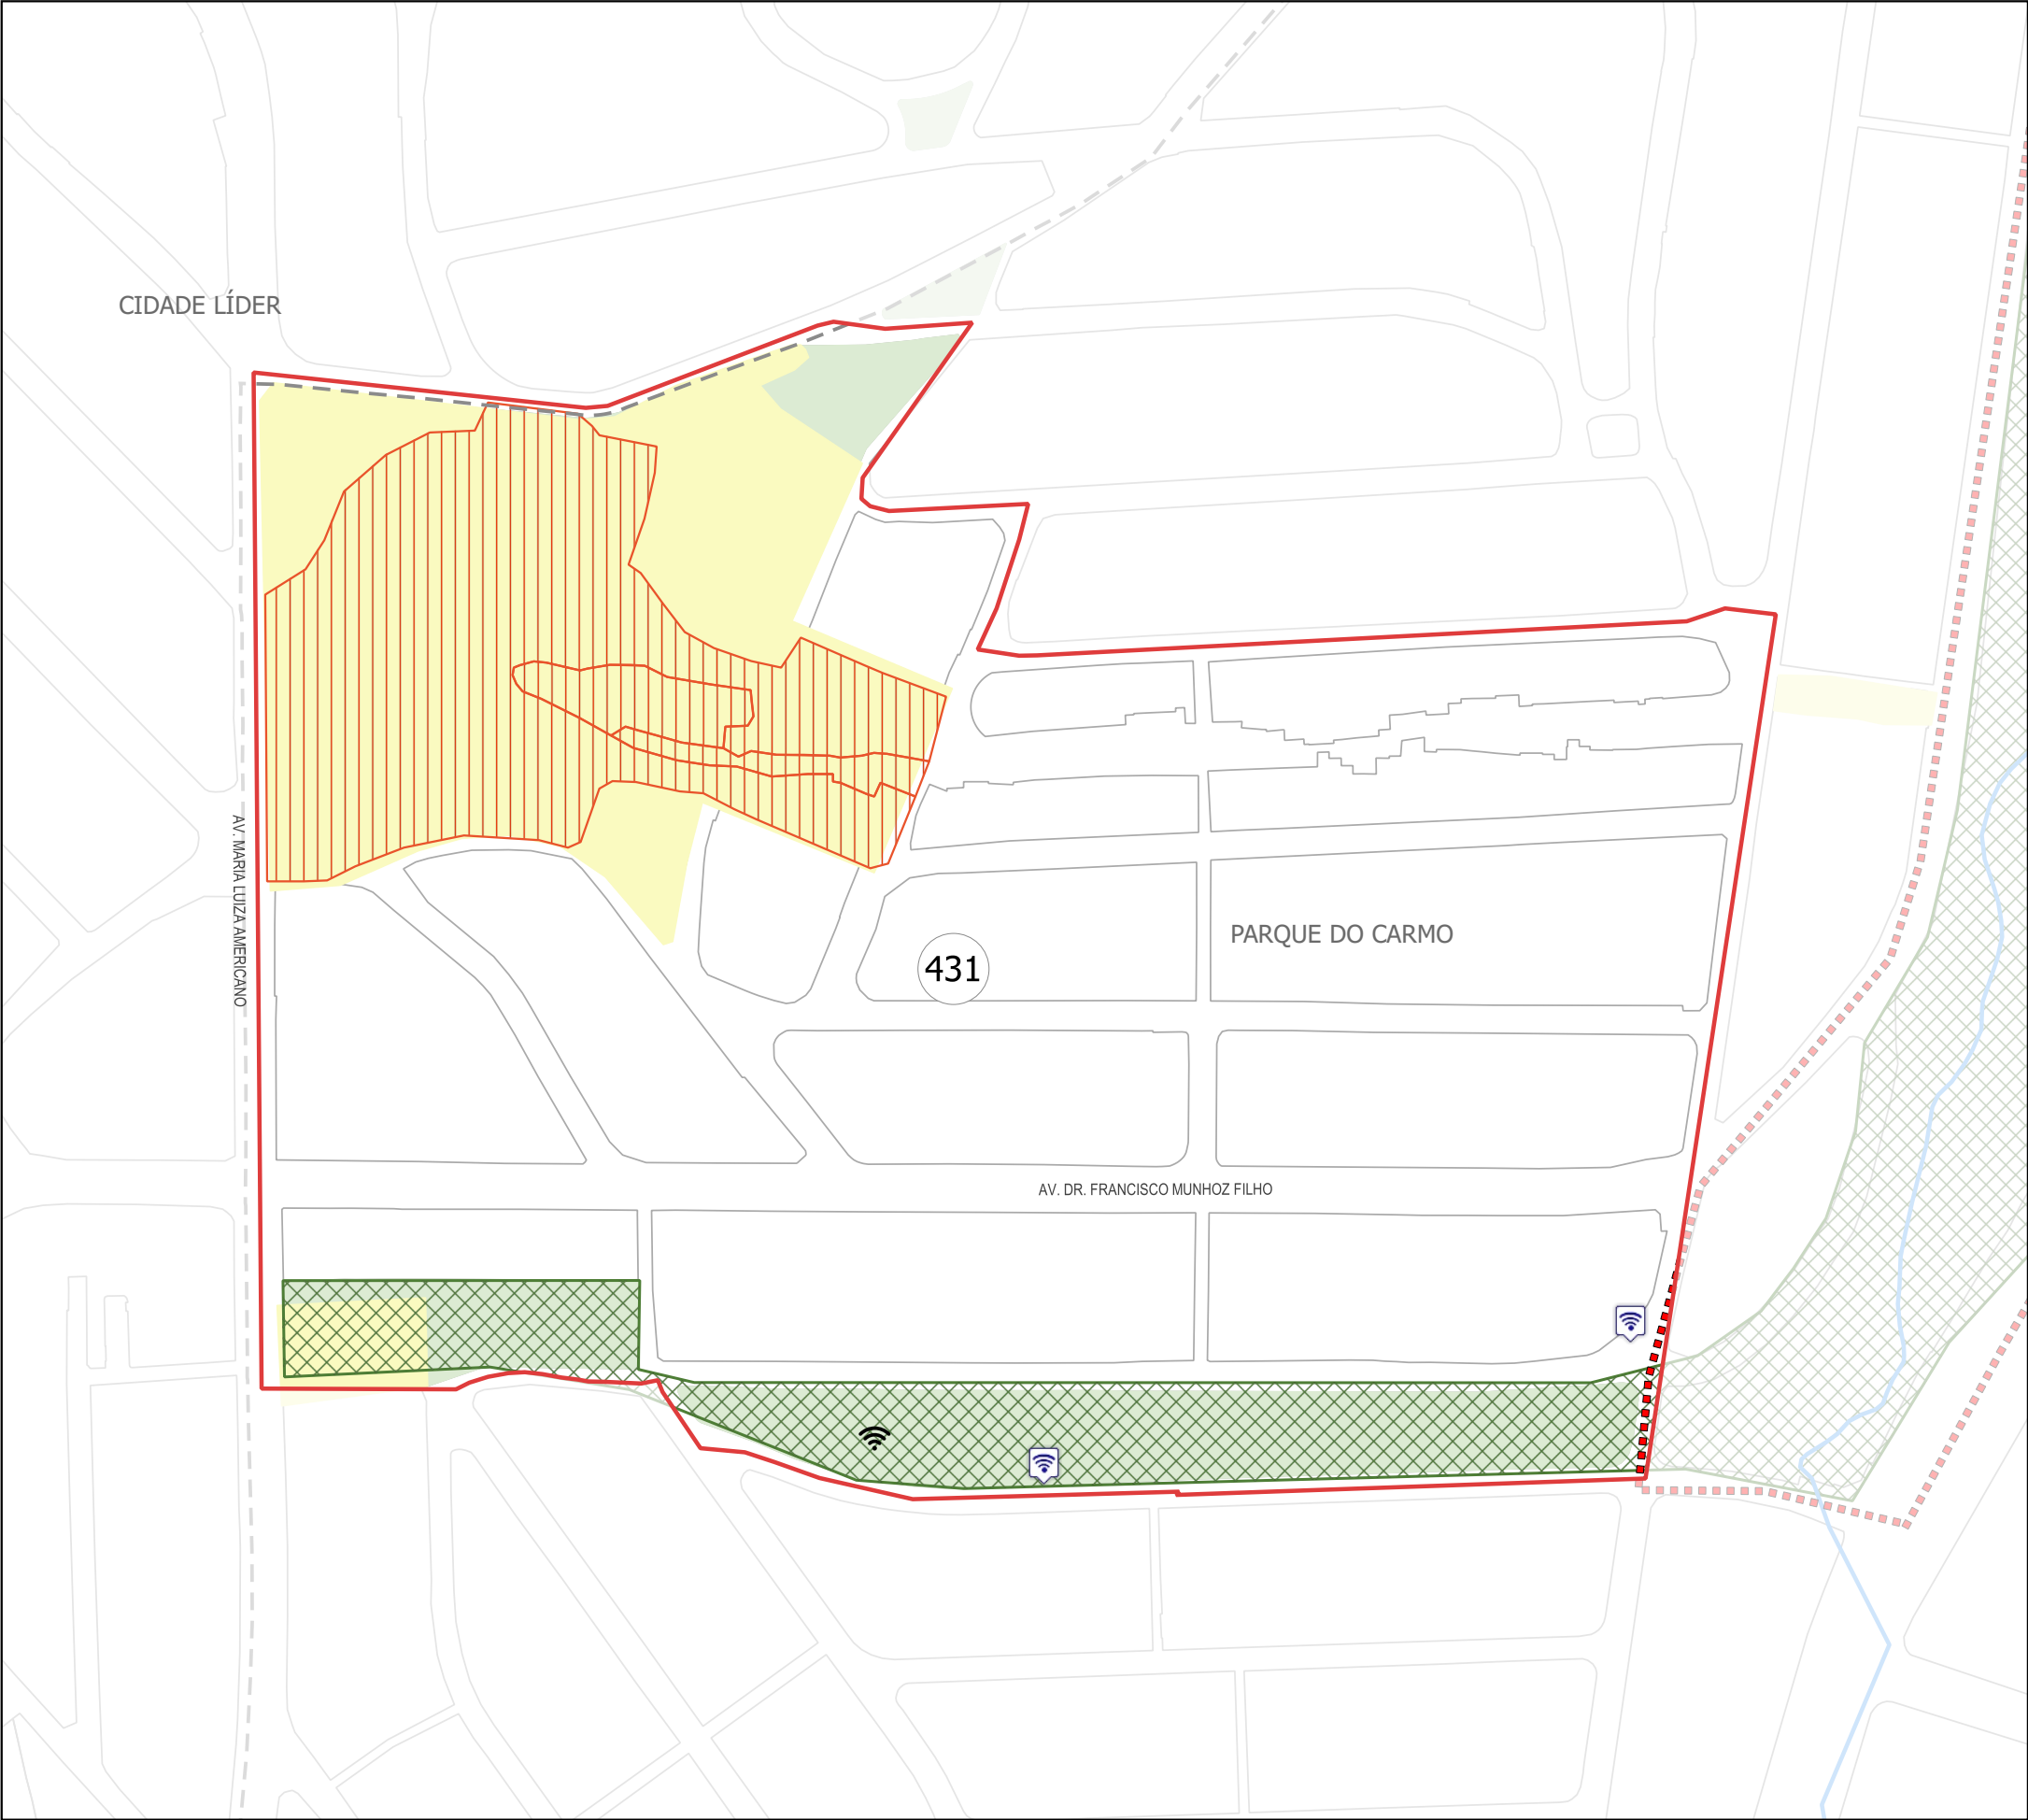 CIDADE LÍDER
AV. MARIA LUIZA AMERICANO
PARQUE DO CARMO
431
AV. DR. FRANCISCO MUNHOZ FILHO